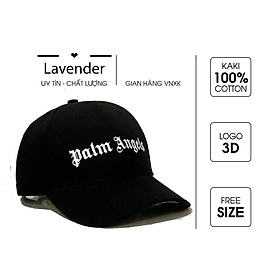 Lavender
UY TÍN - CHẤT LƯỢNG
GIAN HÀNG VNXK
KAKI
100%
COTTON
Palm Angels
LOGO
3D
FREE
SIZE